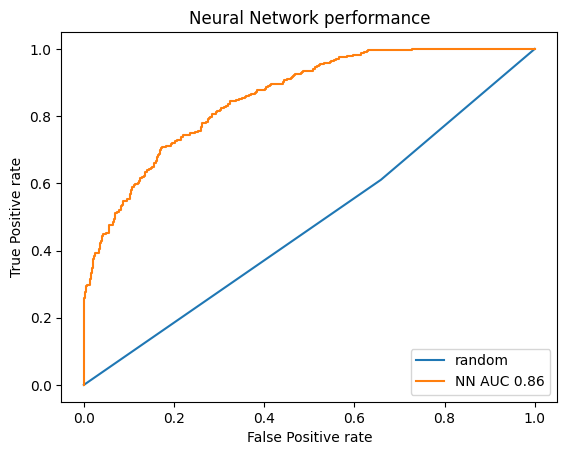 Neural Network performance
True Positive rate
1.0
0.8
0.6
0.4
0.2
0.0
0.0 0.2 0.4 0.6 0.8 1.0
False Positive rate
random
NN AUC 0.86